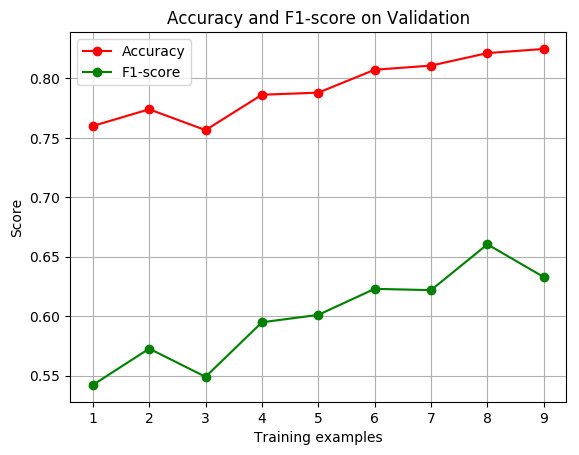 Accuracy and F1-score on Validation
Accuracy
F1-score
0.80
0.75
0.70
0.65
0.60
0.55
Score
1 2 3 4 5 6 7 8 9
Training examples